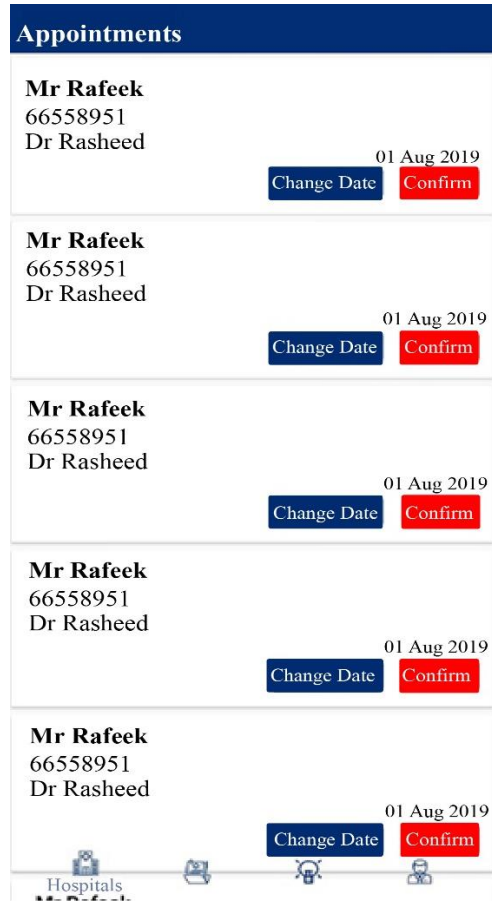 Appointments
Mr Rafeek
66558951
Dr Rasheed
01 Aug 2019
Change Date Confirm
Mr Rafeek
66558951
Dr Rasheed
01 Aug 2019
Change Date Confirm
Mr Rafeek
66558951
Dr Rasheed
01 Aug 2019
Change Date Confirm
Mr Rafeek
66558951
Dr Rasheed
01 Aug 2019
Change Date Confirm
Mr Rafeek
66558951
Dr Rasheed
01 Aug 2019
Change Date Confirm
Hospitals
Mr Rafeek